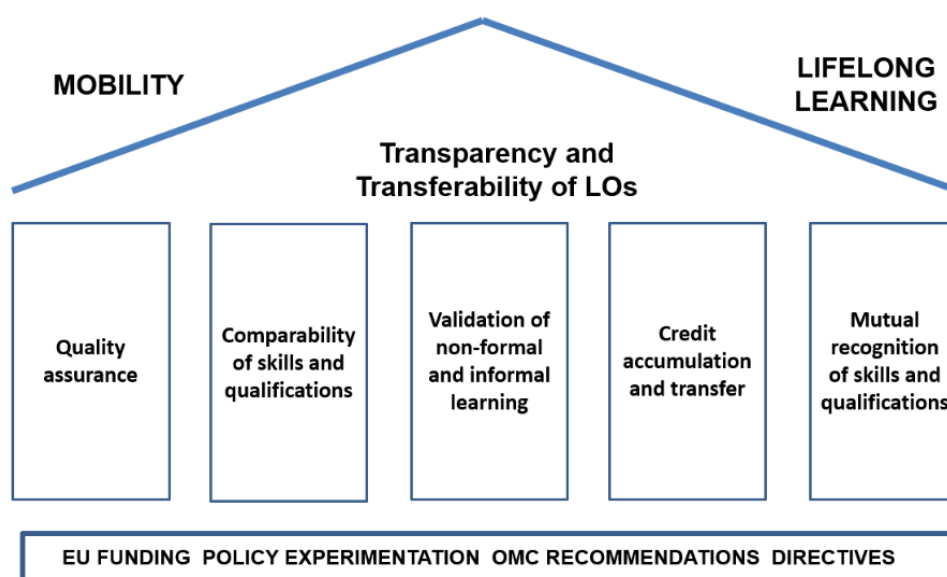 MOBILITY
LIFELONG
LEARNING
Transparency and
Transferability of LOs
Quality
assurance
Comparability
of skills and
qualifications
Validation of
non-formal
and informal
learning
Credit
accumulation
and transfer
Mutual
recognition
of skills and
qualifications
EU FUNDING POLICY EXPERIMENTATION OMC RECOMMENDATIONS DIRECTIVES